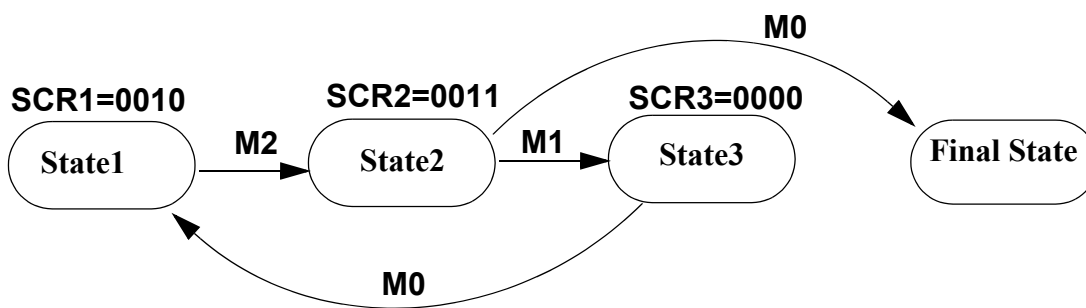 M0
SCR1=0010
SCR2=0011
SCR3=0000
State1
M2
State2
M1
State3
Final State
M0